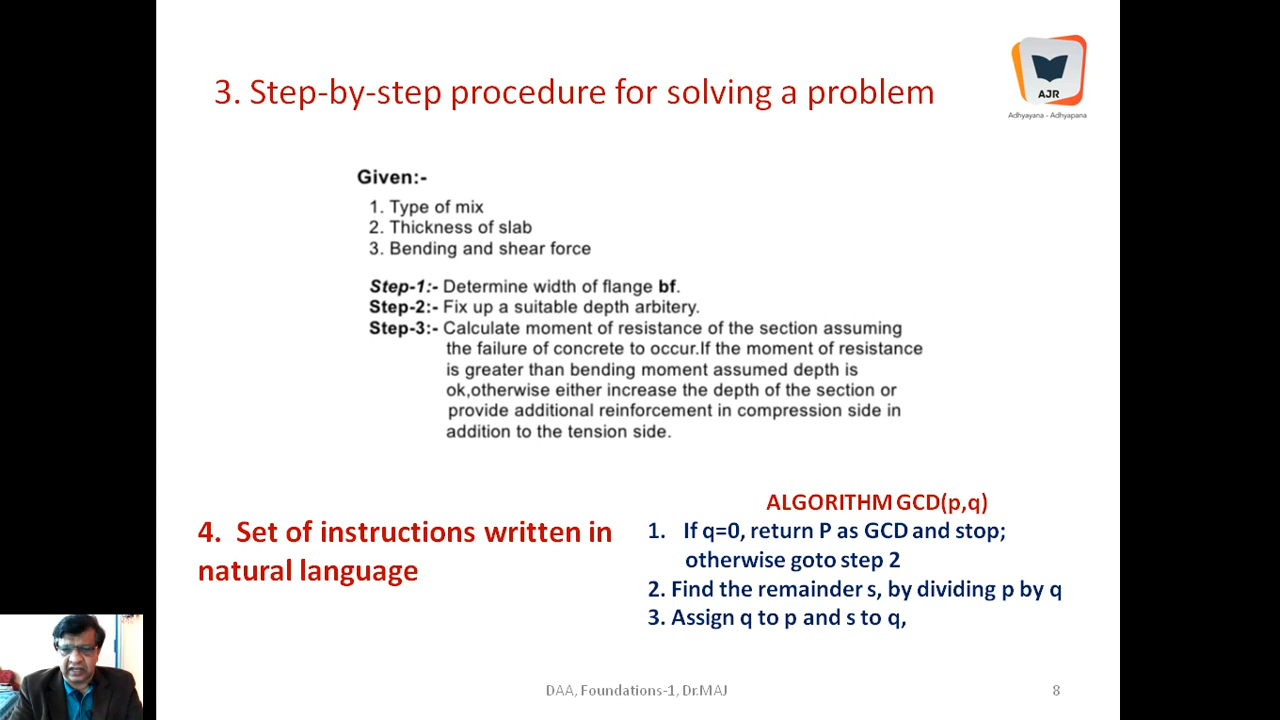 3. Step-by-step procedure for solving a problem
AJR
Adhyayana - Adhyapana
Given:-
1. Type of mix
2. Thickness of slab
3. Bending and shear force
Step-1:- Determine width of flange bf.
Step-2:- Fix up a suitable depth arbitery.
Step-3:- Calculate moment of resistance of the section assuming
the failure of concrete to occur.If the moment of resistance
is greater than bending moment assumed depth is
ok,otherwise either increase the depth of the section or
provide additional reinforcement in compression side in
addition to the tension side.
4. Set of instructions written in
natural language
ALGORITHM GCD(p,q)
1. If q=0, return P as GCD and stop;
otherwise goto step 2
2. Find the remainder s, by dividing p by q
3. Assign q to p and s to q,
DAA, Foundations-1, Dr.MAJ
8